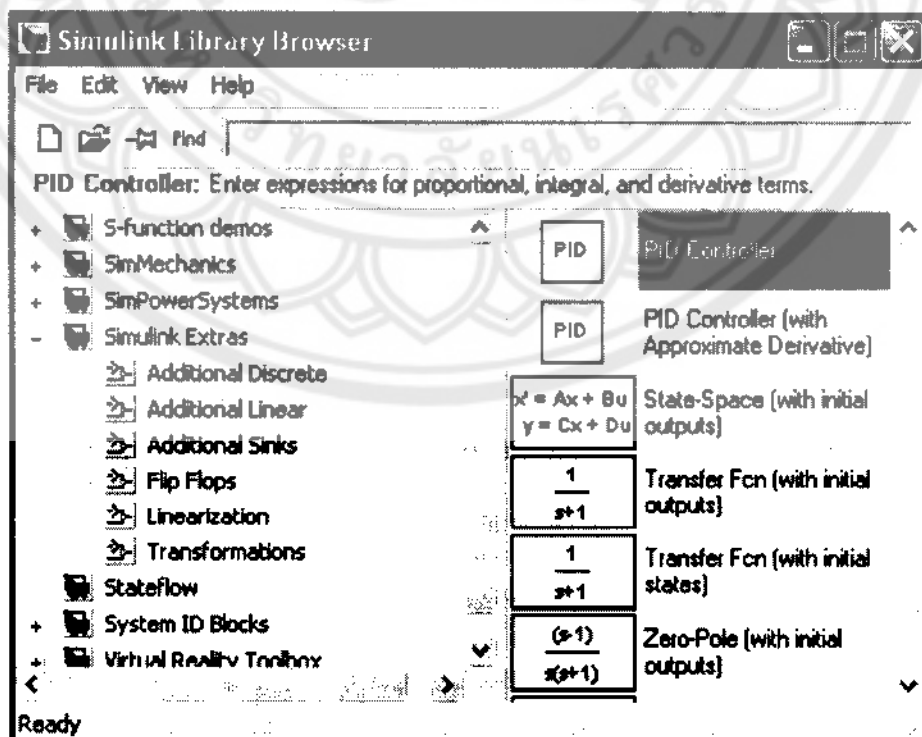 Simulink Library Browser
File Edit View Help
Find
PID Controller: Enter expressions for proportional, integral, and derivative terms.
+ S-function demos
+ SimMechanics
+ SimPowerSystems
- Simulink Extras
Additional Discrete
Additional Linear
Additional Sinks
Flip Flops
Linearization
Transformations
Stateflow
+ System ID Blocks
+ Virtual Reality Toolbox
PID
PID Controller
PID
PID Controller (with
Approximate Derivative)
x' = Ax + Bu
y = Cx + Du
State-Space (with initial
outputs)
1
s+1
Transfer Fcn (with initial
outputs)
1
s+1
Transfer Fcn (with initial
states)
(s-1)
s(s+1)
Zero-Pole (with initial
outputs)
Ready